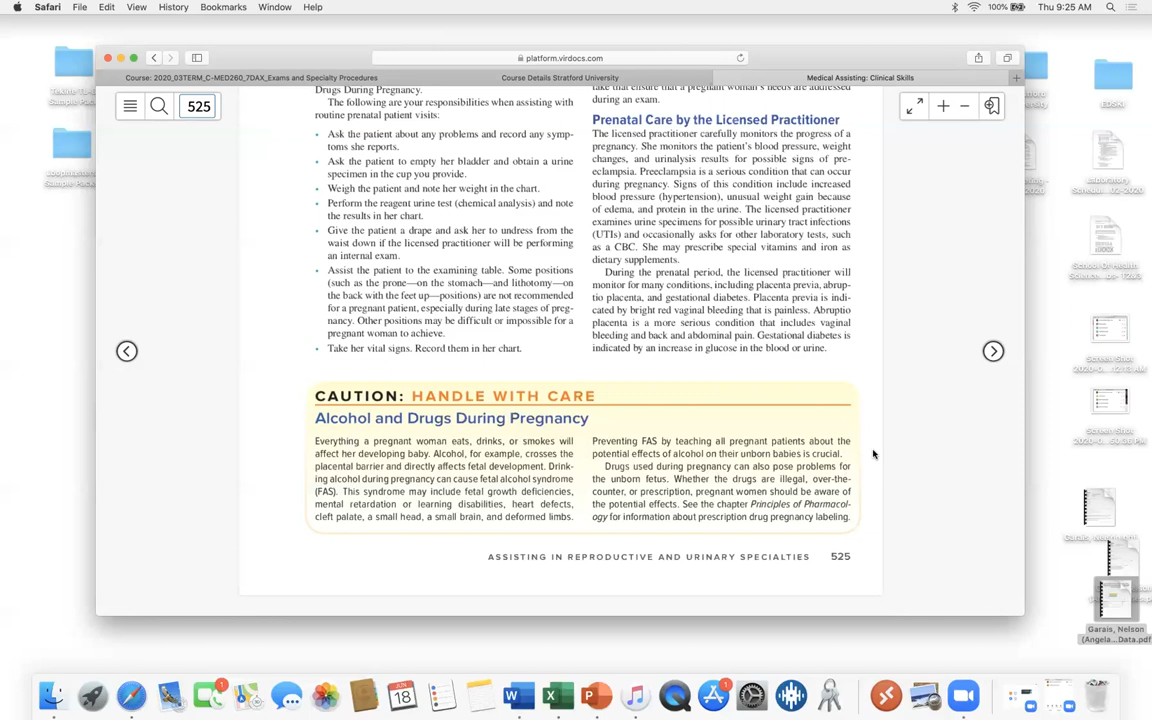 Safari File Edit View History Bookmarks Window Help
100% Thu 9:25 AM
platform.virdocs.com
Course: 2020_03TERM_C-MED260_7DAX_Exams and Specialty Procedures
Course Details Stratford University
Medical Assisting: Clinical Skills
525
Drugs During Pregnancy.
The following are your responsibilities when assisting with
routine prenatal patient visits:
• Ask the patient about any problems and record any symp-
toms she reports.
• Ask the patient to empty her bladder and obtain a urine
specimen in the cup you provide.
• Weigh the patient and note her weight in the chart.
• Perform the reagent urine test (chemical analysis) and note
the results in her chart.
• Give the patient a drape and ask her to undress from the
waist down if the licensed practitioner will be performing
an internal exam.
• Assist the patient to the examining table. Some positions
(such as the prone—on the stomach—and lithotomy—on
the back with the feet up—positions) are not recommended
for a pregnant patient, especially during late stages of preg-
nancy. Other positions may be difficult or impossible for a
pregnant woman to achieve.
• Take her vital signs. Record them in her chart.
take that ensure that a pregnant woman's needs are addressed
during an exam.
Prenatal Care by the Licensed Practitioner
The licensed practitioner carefully monitors the progress of a
pregnancy. She monitors the patient's blood pressure, weight
changes, and urinalysis results for possible signs of pre-
eclampsia. Preeclampsia is a serious condition that can occur
during pregnancy. Signs of this condition include increased
blood pressure (hypertension), unusual weight gain because
of edema, and protein in the urine. The licensed practitioner
examines urine specimens for possible urinary tract infections
(UTIs) and occasionally asks for other laboratory tests, such
as a CBC. She may prescribe special vitamins and iron as
dietary supplements.
During the prenatal period, the licensed practitioner will
monitor for many conditions, including placenta previa, abrup-
tio placenta, and gestational diabetes. Placenta previa is indi-
cated by bright red vaginal bleeding that is painless. Abruptio
placenta is a more serious condition that includes vaginal
bleeding and back and abdominal pain. Gestational diabetes is
indicated by an increase in glucose in the blood or urine.
CAUTION: HANDLE WITH CARE
Alcohol and Drugs During Pregnancy
Everything a pregnant woman eats, drinks, or smokes will
affect her developing baby. Alcohol, for example, crosses the
placental barrier and directly affects fetal development. Drink-
ing alcohol during pregnancy can cause fetal alcohol syndrome
(FAS). This syndrome may include fetal growth deficiencies,
mental retardation or learning disabilities, heart defects,
cleft palate, a small head, a small brain, and deformed limbs.
Preventing FAS by teaching all pregnant patients about the
potential effects of alcohol on their unborn babies is crucial.
Drugs used during pregnancy can also pose problems for
the unborn fetus. Whether the drugs are illegal, over-the-
counter, or prescription, pregnant women should be aware of
the potential effects. See the chapter Principles of Pharmacol-
ogy for information about prescription drug pregnancy labeling.
ASSISTING IN REPRODUCTIVE AND URINARY SPECIALTIES 525
Sample Pack
Sample Pack
EDSKI
Laboratory
School Of Health
Screen Shot
Screen Shot
Garais, Nelson
(Angela...Data.pdf
JUN
18
1
1